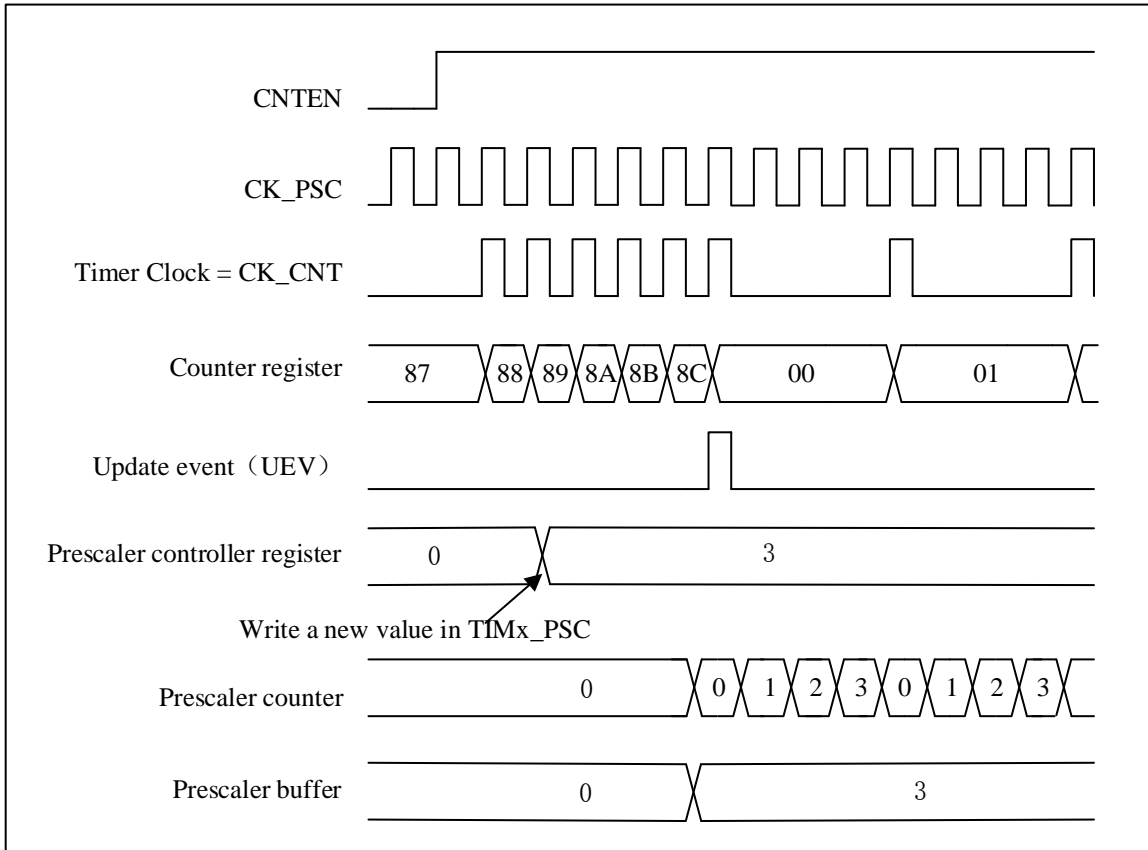 CNTEN
CK_PSC
Timer Clock = CK_CNT
Counter register 87 88 89 8A 8B 8C 00 01
Update event（UEV）
Prescaler controller register 0 3
Write a new value in TIMx_PSC
Prescaler counter 0 0 1 2 3 0 1 2 3
Prescaler buffer 0 3